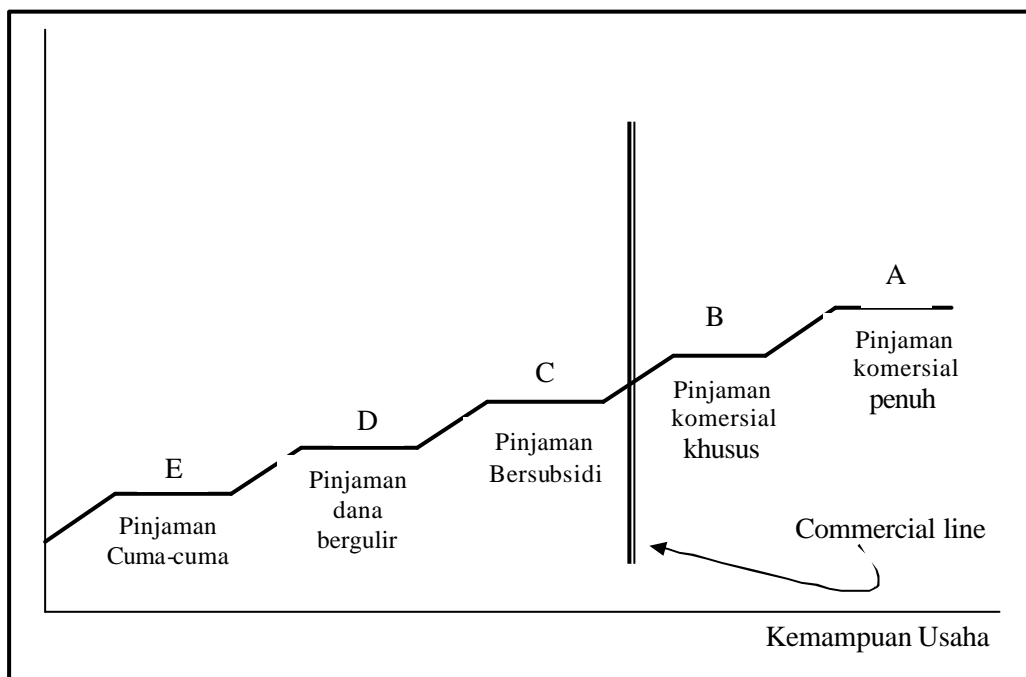 A
Pinjaman
komersial
penuh
B
Pinjaman
komersial
khusus
C
Pinjaman
Bersubsidi
D
Pinjaman
dana
bergulir
E
Pinjaman
Cuma-cuma
Commercial line
Kemampuan Usaha